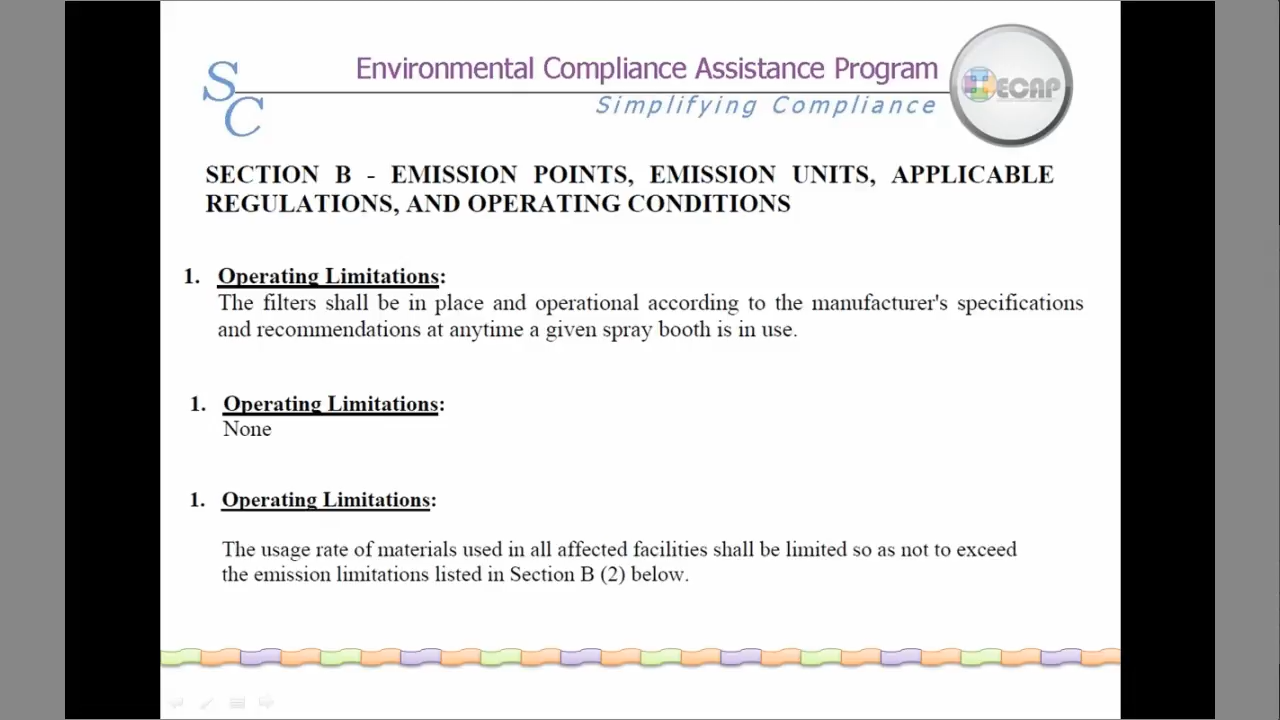 S
C
Environmental Compliance Assistance Program
Simplifying Compliance
ECAP
SECTION B - EMISSION POINTS, EMISSION UNITS, APPLICABLE
REGULATIONS, AND OPERATING CONDITIONS
1. Operating Limitations:
The filters shall be in place and operational according to the manufacturer's specifications
and recommendations at anytime a given spray booth is in use.
1. Operating Limitations:
None
1. Operating Limitations:
The usage rate of materials used in all affected facilities shall be limited so as not to exceed
the emission limitations listed in Section B (2) below.